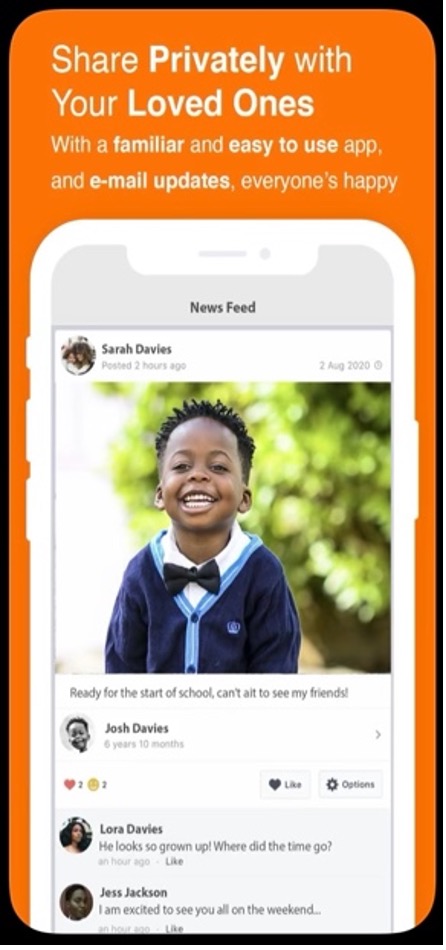 Share Privately with
Your Loved Ones
With a familiar and easy to use app,
and e-mail updates, everyone's happy
News Feed
Sarah Davies
Posted 2 hours ago
2 Aug 2020
Ready for the start of school, can't ait to see my friends!
Josh Davies
6 years 10 months
2
2
Like
Options
Lora Davies
He looks so grown up! Where did the time go?
an hour ago - Like
Jess Jackson
I am excited to see you all on the weekend...
an hour ago - Like